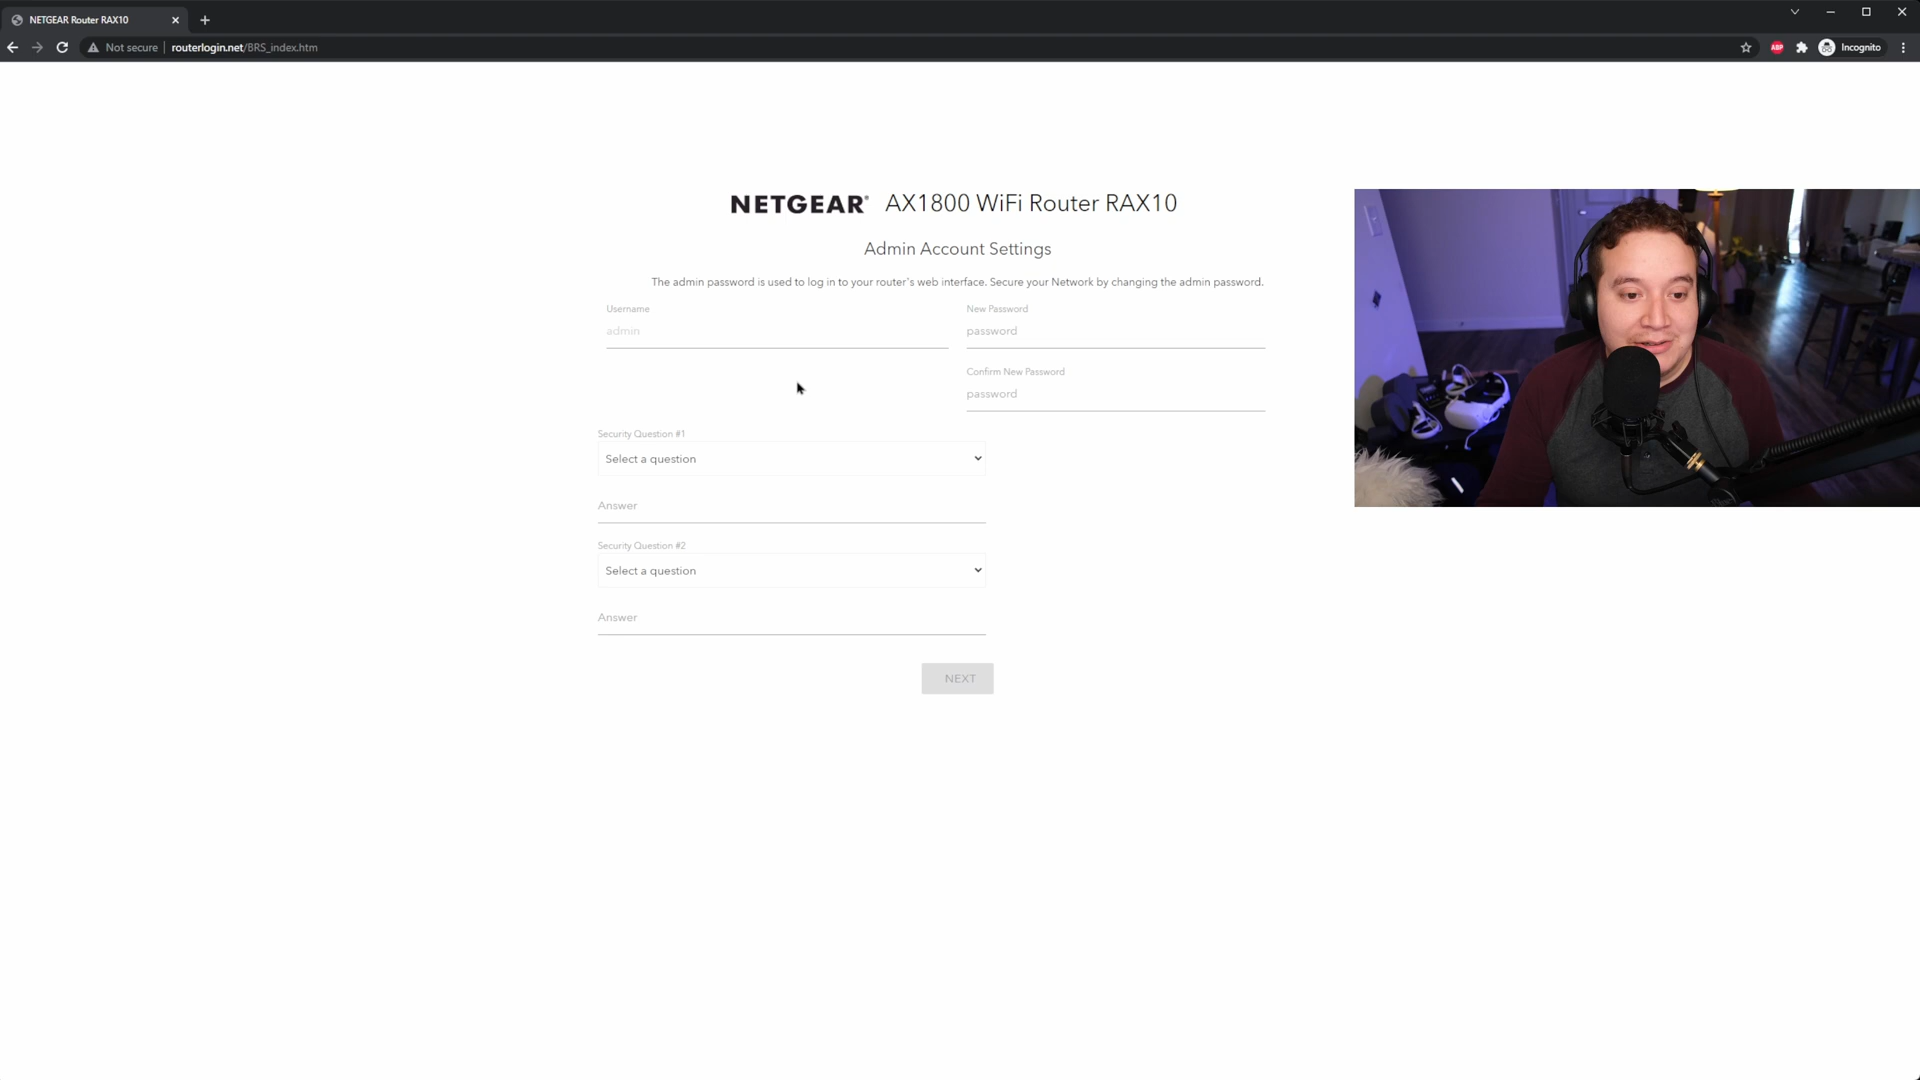 NETGEAR Router RAX10
Not secure
routerlogin.net/BRS_index.htm
ABP
Incognito
NETGEAR® AX1800 WiFi Router RAX10
Admin Account Settings
The admin password is used to log in to your router's web interface. Secure your Network by changing the admin password.
Username
admin
New Password
password
Confirm New Password
password
Security Question #1
Select a question
Answer
Security Question #2
Select a question
Answer
NEXT